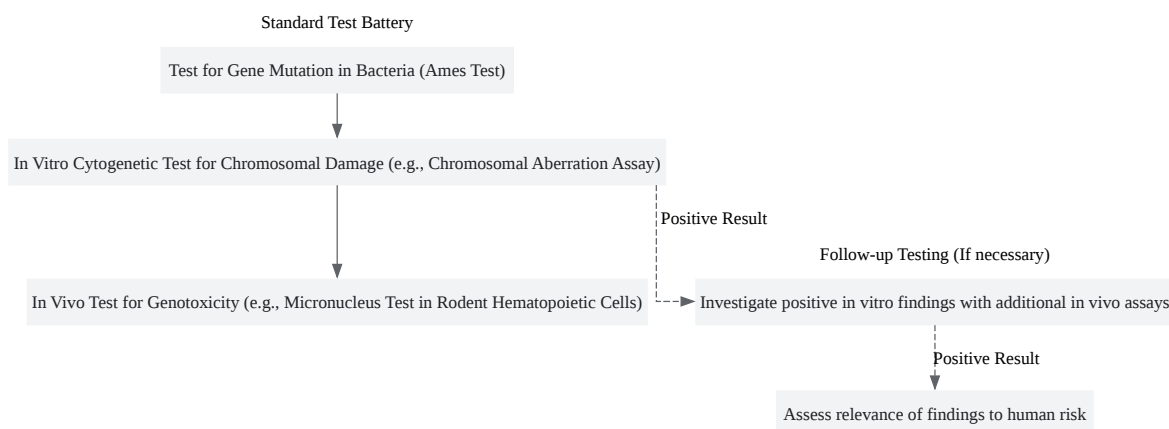 Standard Test Battery
Test for Gene Mutation in Bacteria (Ames Test)
In Vitro Cytogenetic Test for Chromosomal Damage (e.g., Chromosomal Aberration Assay)
Positive Result
Follow-up Testing (If necessary)
In Vivo Test for Genotoxicity (e.g., Micronucleus Test in Rodent Hematopoietic Cells)
Investigate positive in vitro findings with additional in vivo assays
Positive Result
Assess relevance of findings to human risk